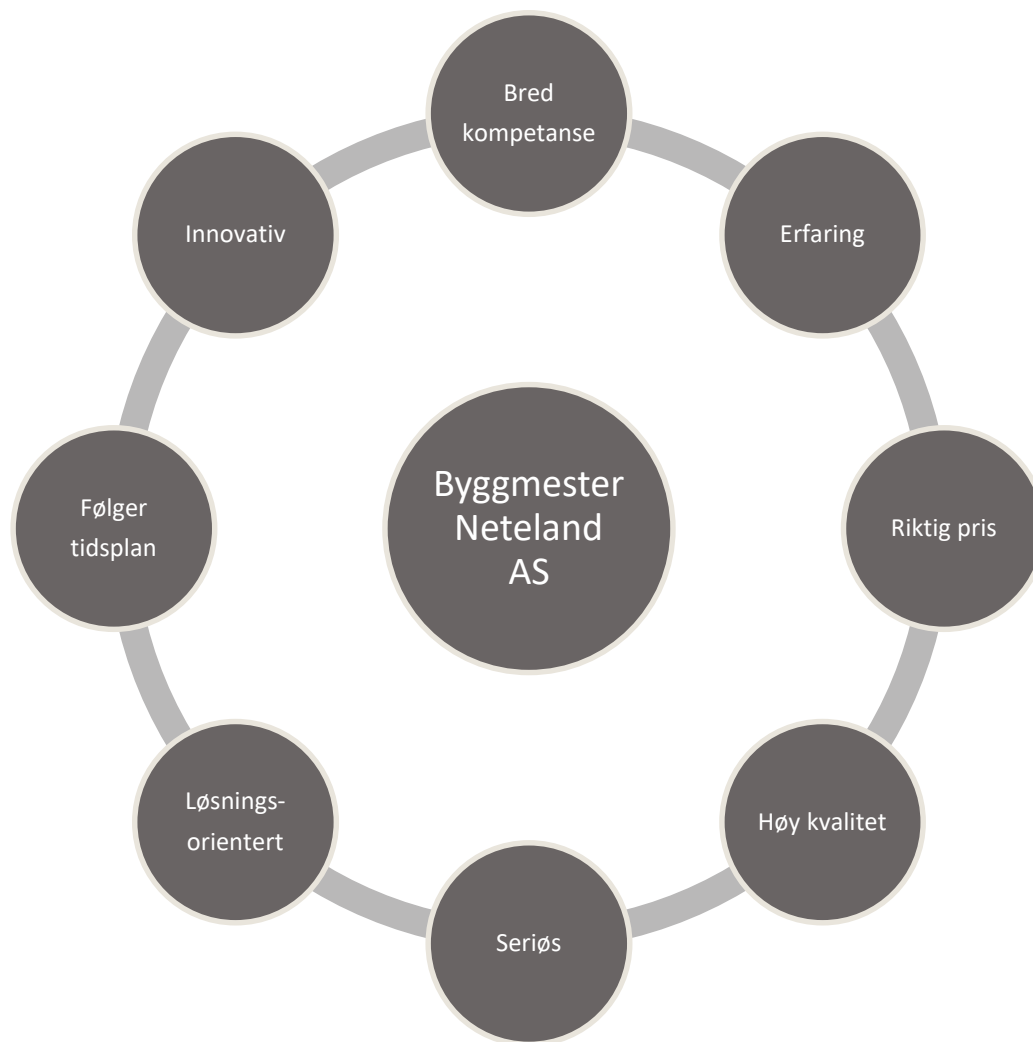 Bred
kompetanse
Innovativ
Erfaring
Byggmester
Neteland
AS
Følger
tidsplan
Riktig pris
Løsnings-
orientert
Høy kvalitet
Seriøs